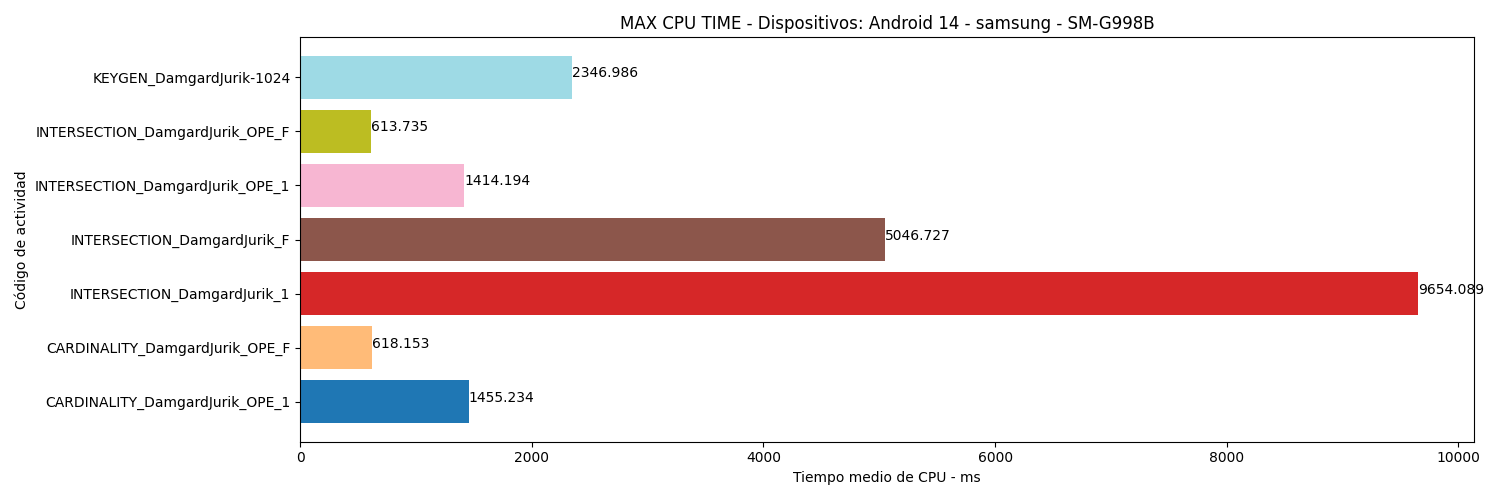 MAX CPU TIME - Dispositivos: Android 14 - samsung - SM-G998B
Código de actividad
KEYGEN_DamgardJurik-1024
2346.986
INTERSECTION_DamgardJurik_OPE_F
613.735
INTERSECTION_DamgardJurik_OPE_1
1414.194
INTERSECTION_DamgardJurik_F
5046.727
INTERSECTION_DamgardJurik_1
9654.089
CARDINALITY_DamgardJurik_OPE_F
618.153
CARDINALITY_DamgardJurik_OPE_1
1455.234
0 2000 4000 6000 8000 10000
Tiempo medio de CPU - ms